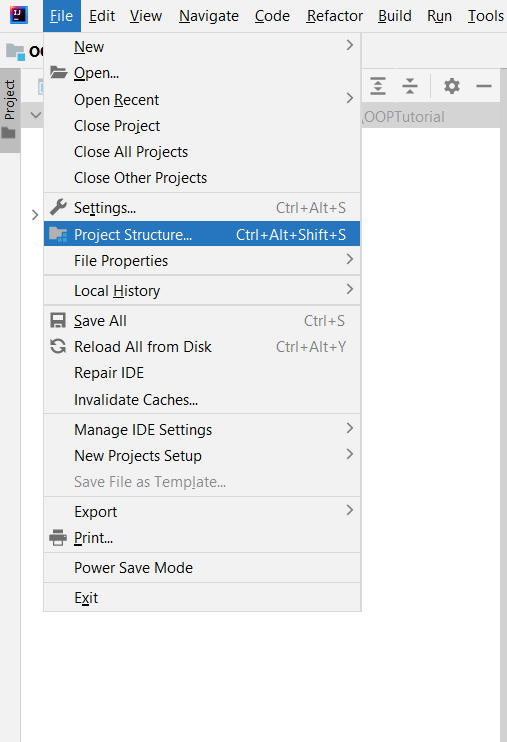 IJ
File Edit View Navigate Code Refactor Build Run Tools
Project
New
Open...
Open Recent
Close Project
\OOPTutorial
Close All Projects
Close Other Projects
Settings... Ctrl+Alt+S
Project Structure... Ctrl+Alt+Shift+S
File Properties
Local History
Save All Ctrl+S
Reload All from Disk Ctrl+Alt+Y
Repair IDE
Invalidate Caches...
Manage IDE Settings
New Projects Setup
Save File as Template...
Export
Print...
Power Save Mode
Exit